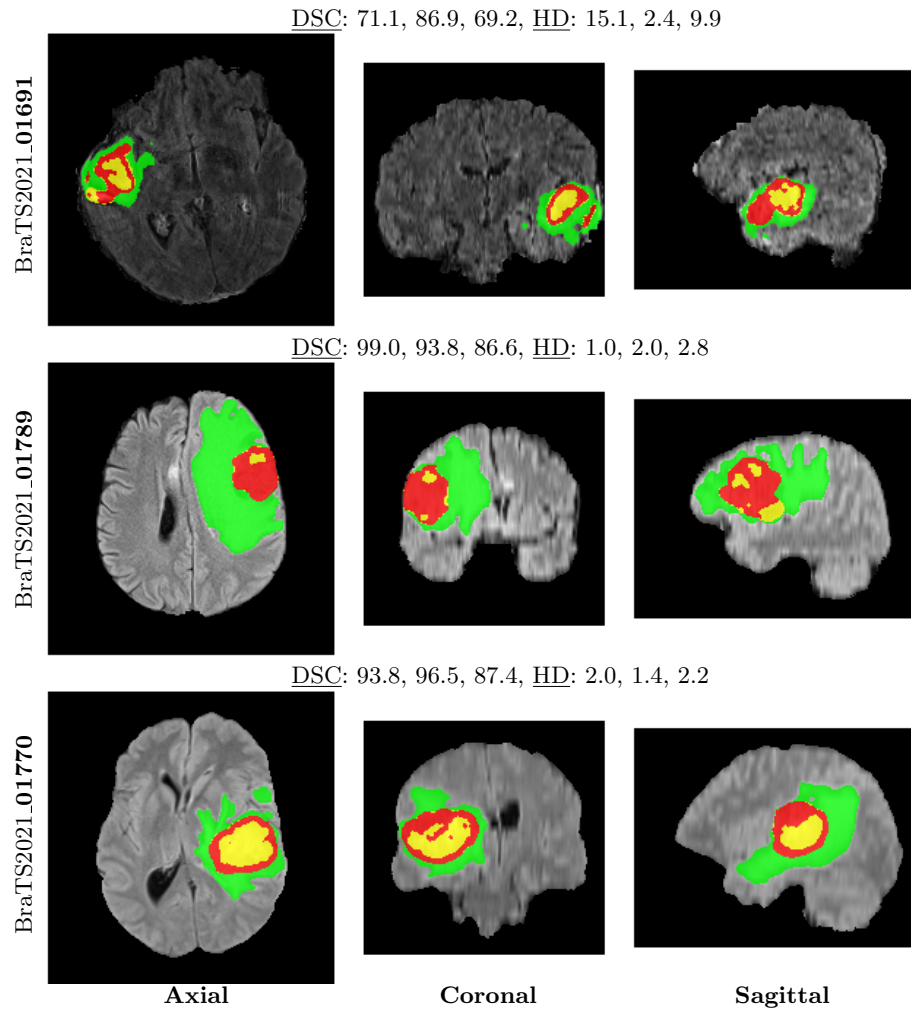 DSC: 71.1, 86.9, 69.2, HD: 15.1, 2.4, 9.9
BraTS2021_01691
DSC: 99.0, 93.8, 86.6, HD: 1.0, 2.0, 2.8
BraTS2021_01789
DSC: 93.8, 96.5, 87.4, HD: 2.0, 1.4, 2.2
BraTS2021_01770
Axial Coronal Sagittal